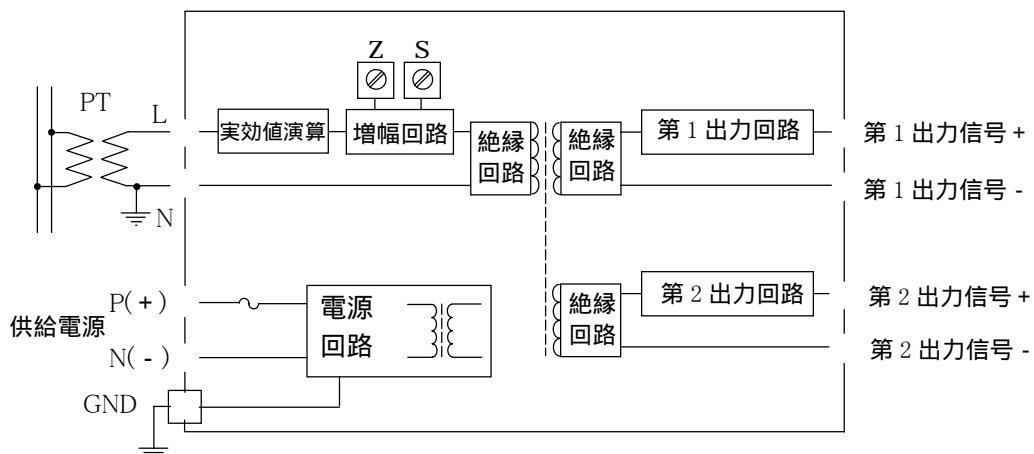 Z S
PT
L
実効値演算
増幅回路
絶縁
回路
絶縁
回路
第 1 出力回路
第 1 出力信号 +
第 1 出力信号 -
N
P( + )
供給電源
N( - )
電源
回路
絶縁
回路
第 2 出力回路
第 2 出力信号 +
第 2 出力信号 -
GND